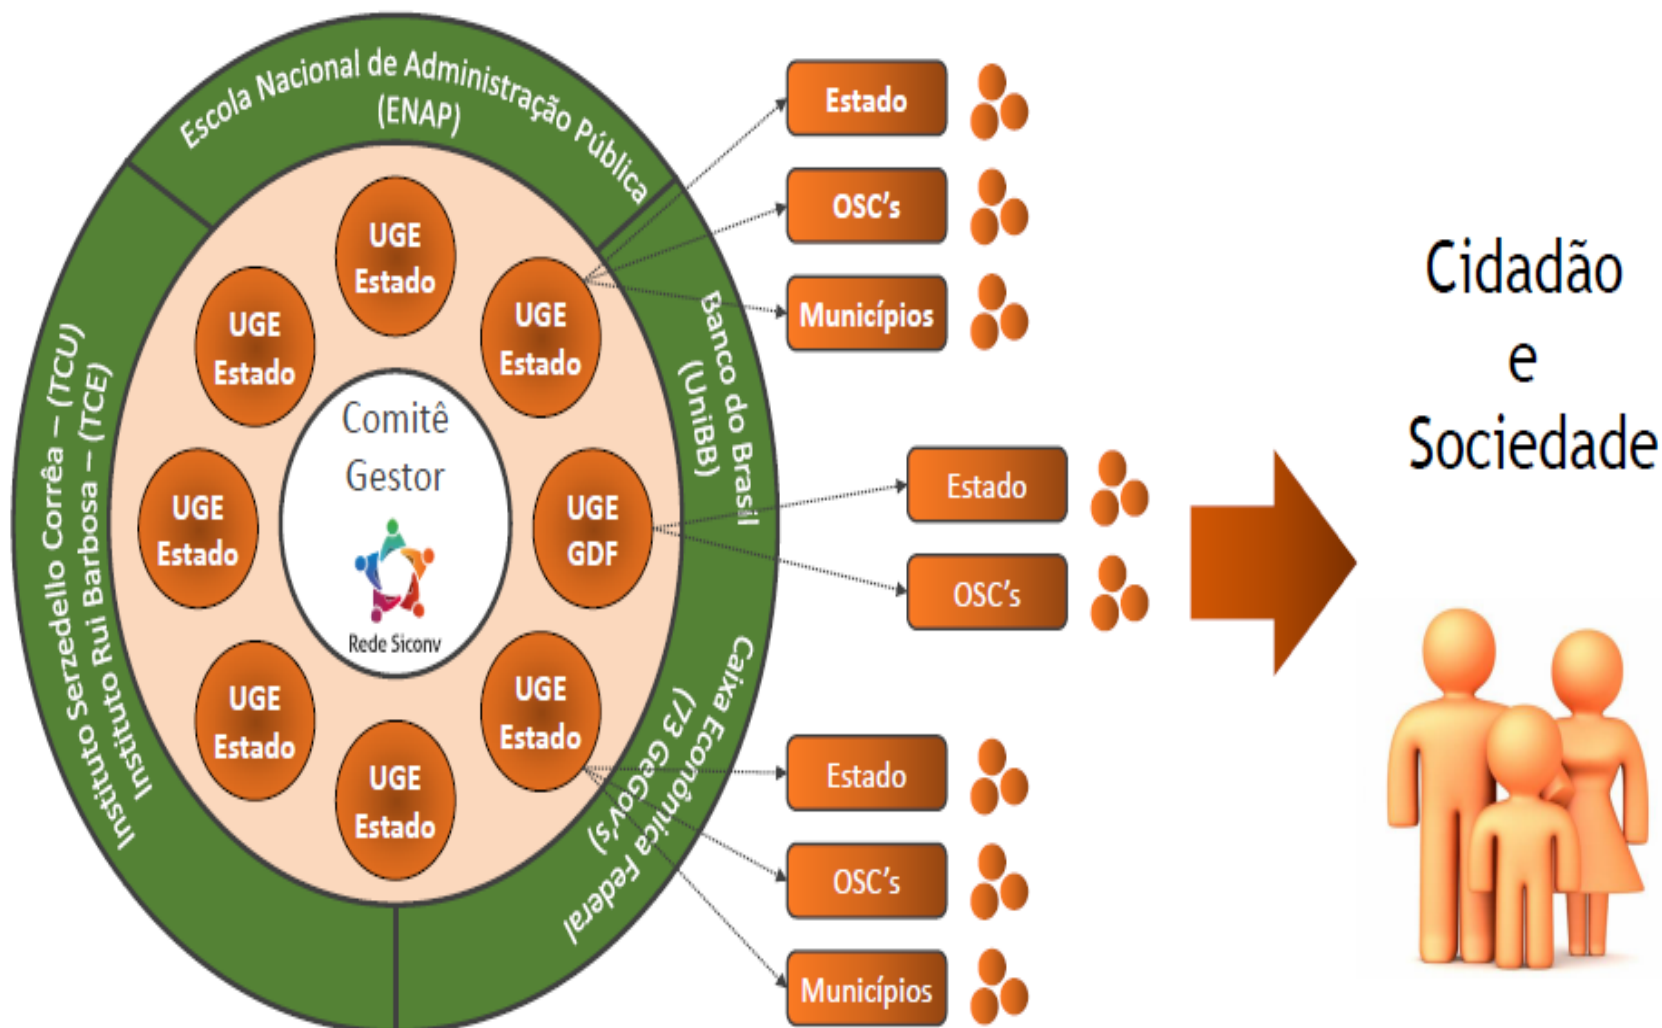 Escola Nacional de Administração Pública
(ENAP)
Instituto Serzedello Corrêa – (TCU)
Instituto Rui Barbosa – (TCE)
Banco do Brasil
(UniBB)
Caixa Econômica Federal
(73 GeGov's)
UGE
Estado
UGE
Estado
UGE
Estado
UGE
Estado
UGE
GDF
UGE
Estado
UGE
Estado
UGE
Estado
Comitê
Gestor
Rede Siconv
Estado
OSC's
Municípios
Estado
OSC's
Estado
OSC's
Municípios
Cidadão
e
Sociedade